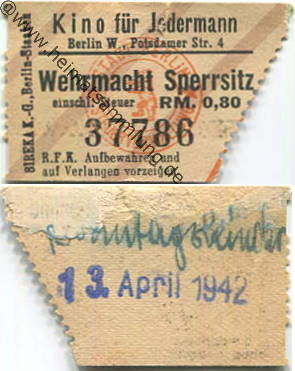 Kino für Jedermann
Berlin W., Potsdamer Str. 4
Wehrmacht Sperrsitz
einschl. Steuer RM. 0,80
37786
R.F.K. Aufbewahren und
auf Verlangen vorzeigen
BIREKA K.-G., Berlin-Staaken
www.heimatsammlung.de
Sonntagskinder
13. April 1942